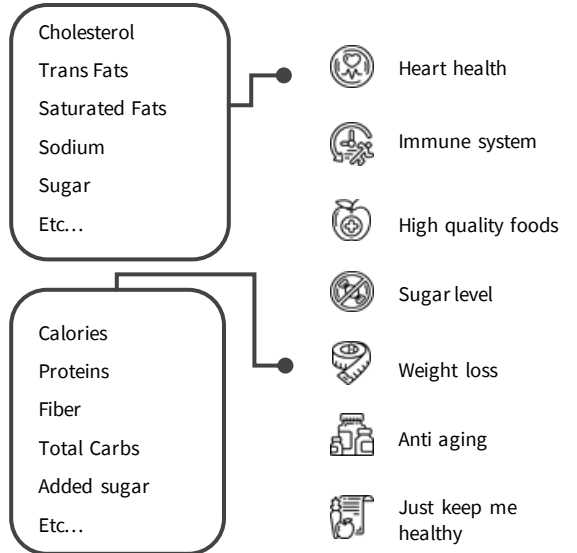 Cholesterol
Trans Fats
Saturated Fats
Sodium
Sugar
Etc...
Calories
Proteins
Fiber
Total Carbs
Added sugar
Etc...
Heart health
Immune system
High quality foods
Sugar level
Weight loss
Anti aging
Just keep me
healthy